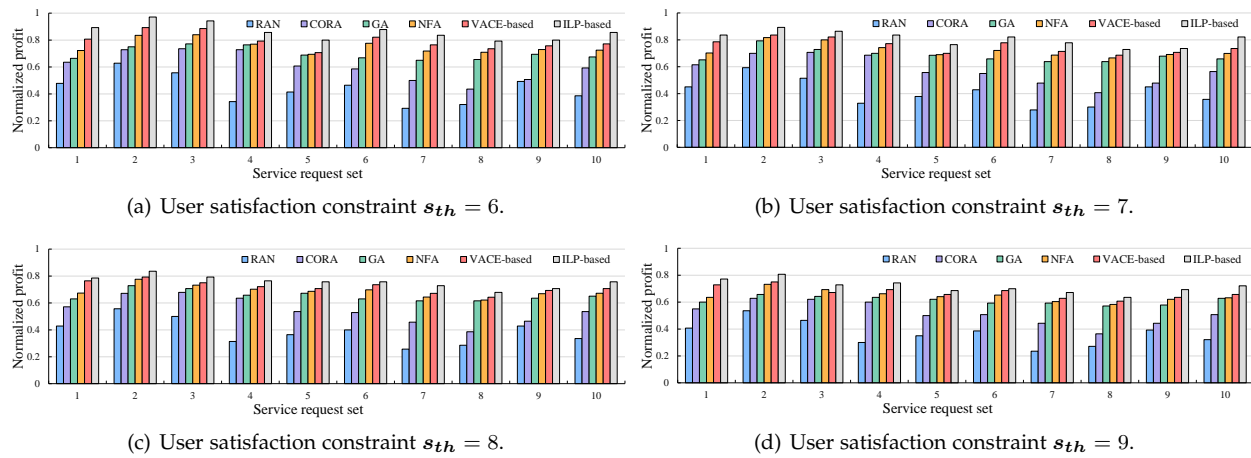 RAN CORA GA NFA VACE-based ILP-based
Normalized profit
1
0.8
0.6
0.4
0.2
0
1 2 3 4 5 6 7 8 9 10
Service request set
(a) User satisfaction constraint s_th = 6.
RAN CORA GA NFA VACE-based ILP-based
Normalized profit
1
0.8
0.6
0.4
0.2
0
1 2 3 4 5 6 7 8 9 10
Service request set
(b) User satisfaction constraint s_th = 7.
RAN CORA GA NFA VACE-based ILP-based
Normalized profit
1
0.8
0.6
0.4
0.2
0
1 2 3 4 5 6 7 8 9 10
Service request set
(c) User satisfaction constraint s_th = 8.
RAN CORA GA NFA VACE-based ILP-based
Normalized profit
1
0.8
0.6
0.4
0.2
0
1 2 3 4 5 6 7 8 9 10
Service request set
(d) User satisfaction constraint s_th = 9.